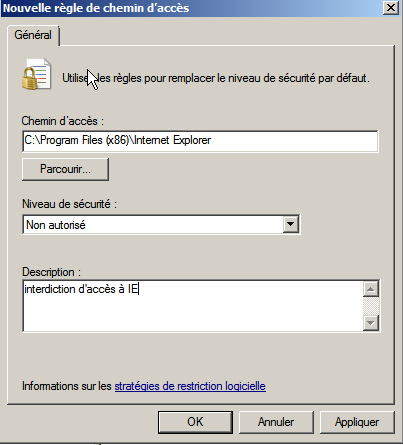 Nouvelle règle de chemin d'accès
Général
Utilisez les règles pour remplacer le niveau de sécurité par défaut.
Chemin d'accès :
C:\Program Files (x86)\Internet Explorer
Parcourir...
Niveau de sécurité :
Non autorisé
Description :
interdiction d'accès à IE
Informations sur les stratégies de restriction logicielle
OK
Annuler
Appliquer